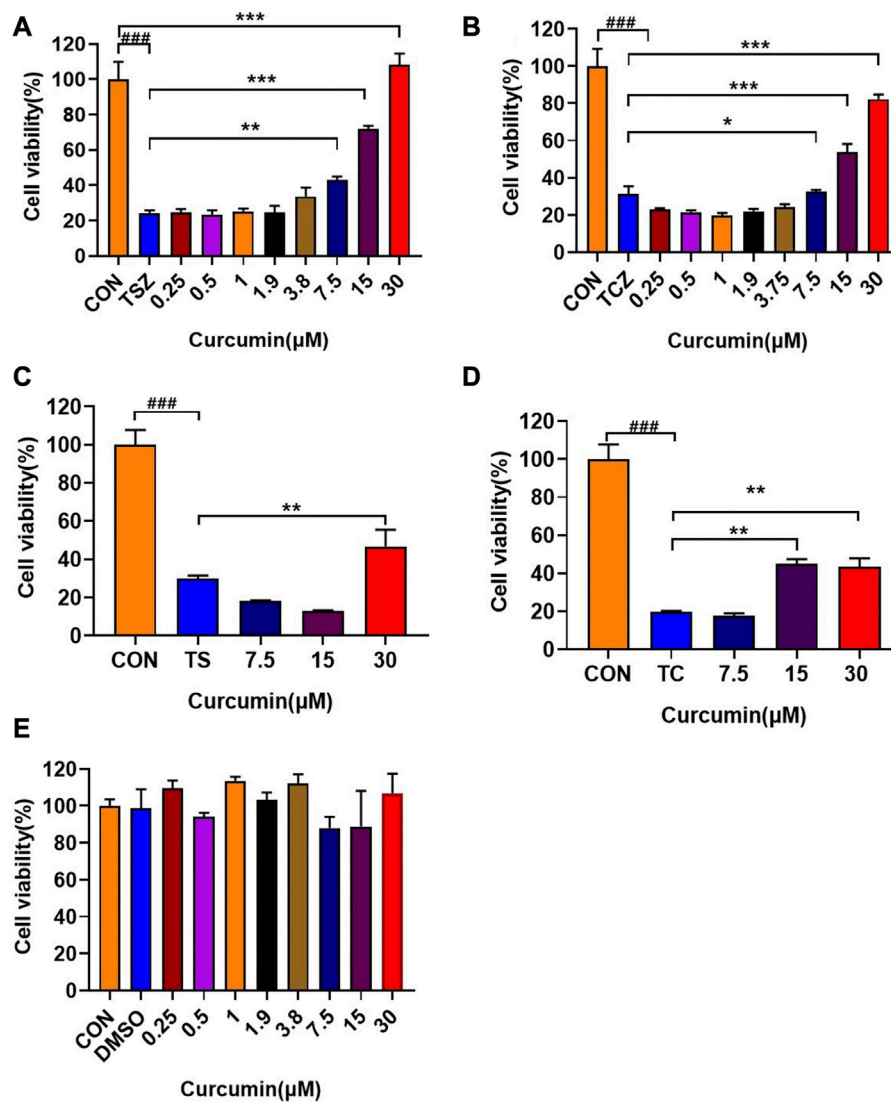 A
***
###
***
**
Cell viability(%)
120
100
80
60
40
20
0
CON TSZ 0.25 0.5 1 1.9 3.8 7.5 15 30
Curcumin(μM)
B
###
***
***
*
Cell viability(%)
120
100
80
60
40
20
0
CON TCZ 0.25 0.5 1 1.9 3.75 7.5 15 30
Curcumin(μM)
C
###
**
Cell viability(%)
120
100
80
60
40
20
0
CON TS 7.5 15 30
Curcumin(μM)
D
###
**
**
Cell viability(%)
120
100
80
60
40
20
0
CON TC 7.5 15 30
Curcumin(μM)
E
Cell viability(%)
120
100
80
60
40
20
0
CON DMSO 0.25 0.5 1 1.9 3.8 7.5 15 30
Curcumin(μM)